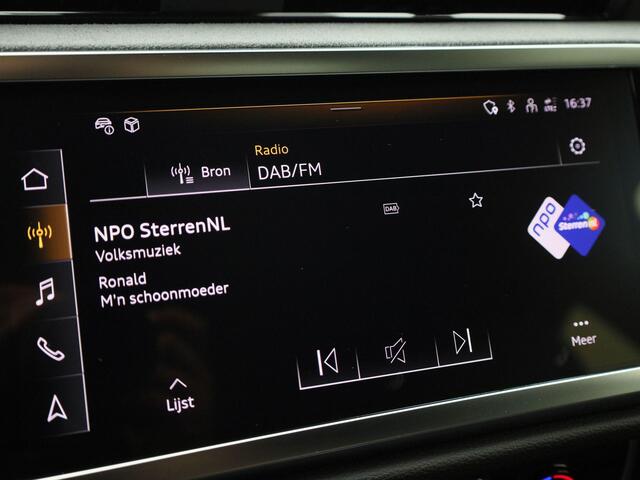 16:37
Radio
Bron
DAB/FM
NPO SterrenNL
DAB
Volksmuziek
npo
SterrenNL
Ronald
M'n schoonmoeder
Meer
Lijst